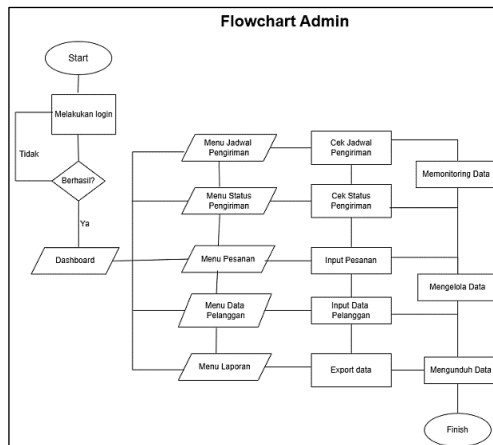 Flowchart Admin
Start
Melakukan login
Tidak
Berhasil?
Ya
Dashboard
Menu Jadwal
Pengiriman
Cek Jadwal
Pengiriman
Memonitoring Data
Menu Status
Pengiriman
Cek Status
Pengiriman
Menu Pesanan
Input Pesanan
Mengelola Data
Menu Data
Pelanggan
Input Data
Pelanggan
Menu Laporan
Export data
Mengunduh Data
Finish